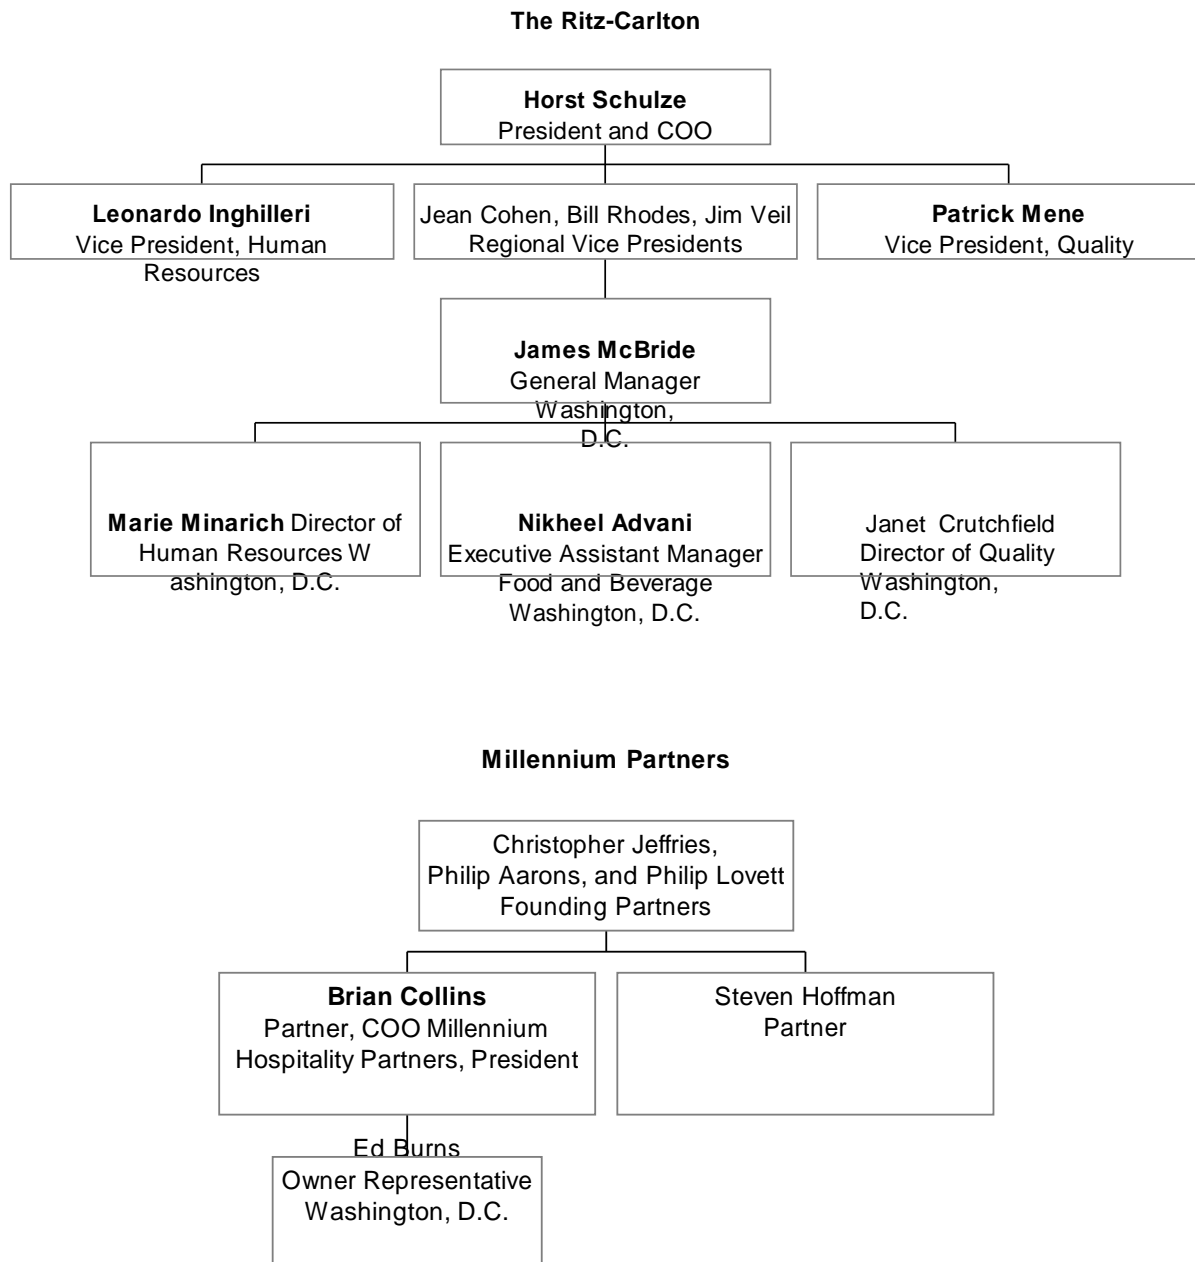 The Ritz-Carlton
Horst Schulze
President and COO
Leonardo Inghilleri
Vice President, Human
Resources
Jean Cohen, Bill Rhodes, Jim Veil
Regional Vice Presidents
Patrick Mene
Vice President, Quality
James McBride
General Manager
Washington,
D.C.
Marie Minarich Director of
Human Resources W
ashington, D.C.
Nikheel Advani
Executive Assistant Manager
Food and Beverage
Washington, D.C.
Janet Crutchfield
Director of Quality
Washington,
D.C.
Millennium Partners
Christopher Jeffries,
Philip Aarons, and Philip Lovett
Founding Partners
Brian Collins
Partner, COO Millennium
Hospitality Partners, President
Steven Hoffman
Partner
Ed Burns
Owner Representative
Washington, D.C.